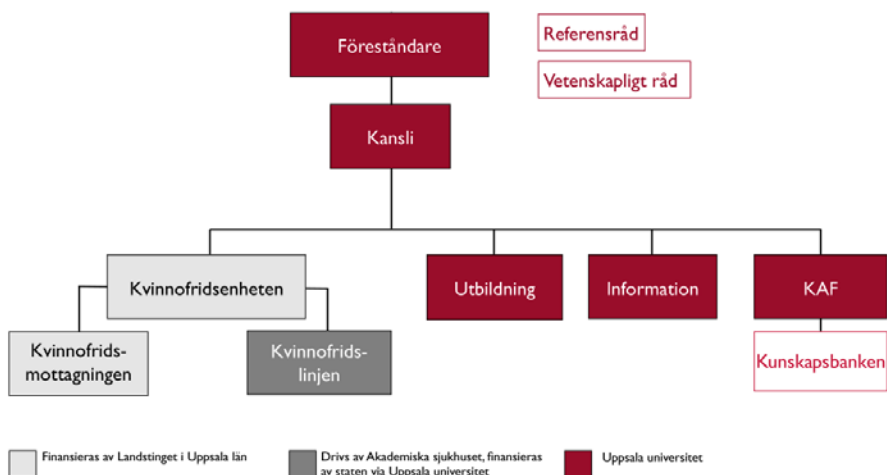 Föreståndare
Referensråd
Vetenskapligt råd
Kansli
Kvinnofridsenheten
Utbildning
Information
KAF
Kvinnofrids-
mottagningen
Kvinnofrids-
linjen
Kunskapsbanken
Finansieras av Landstinget i Uppsala län
Drivs av Akademiska sjukhuset, finansieras
av staten via Uppsala universitet
Uppsala universitet